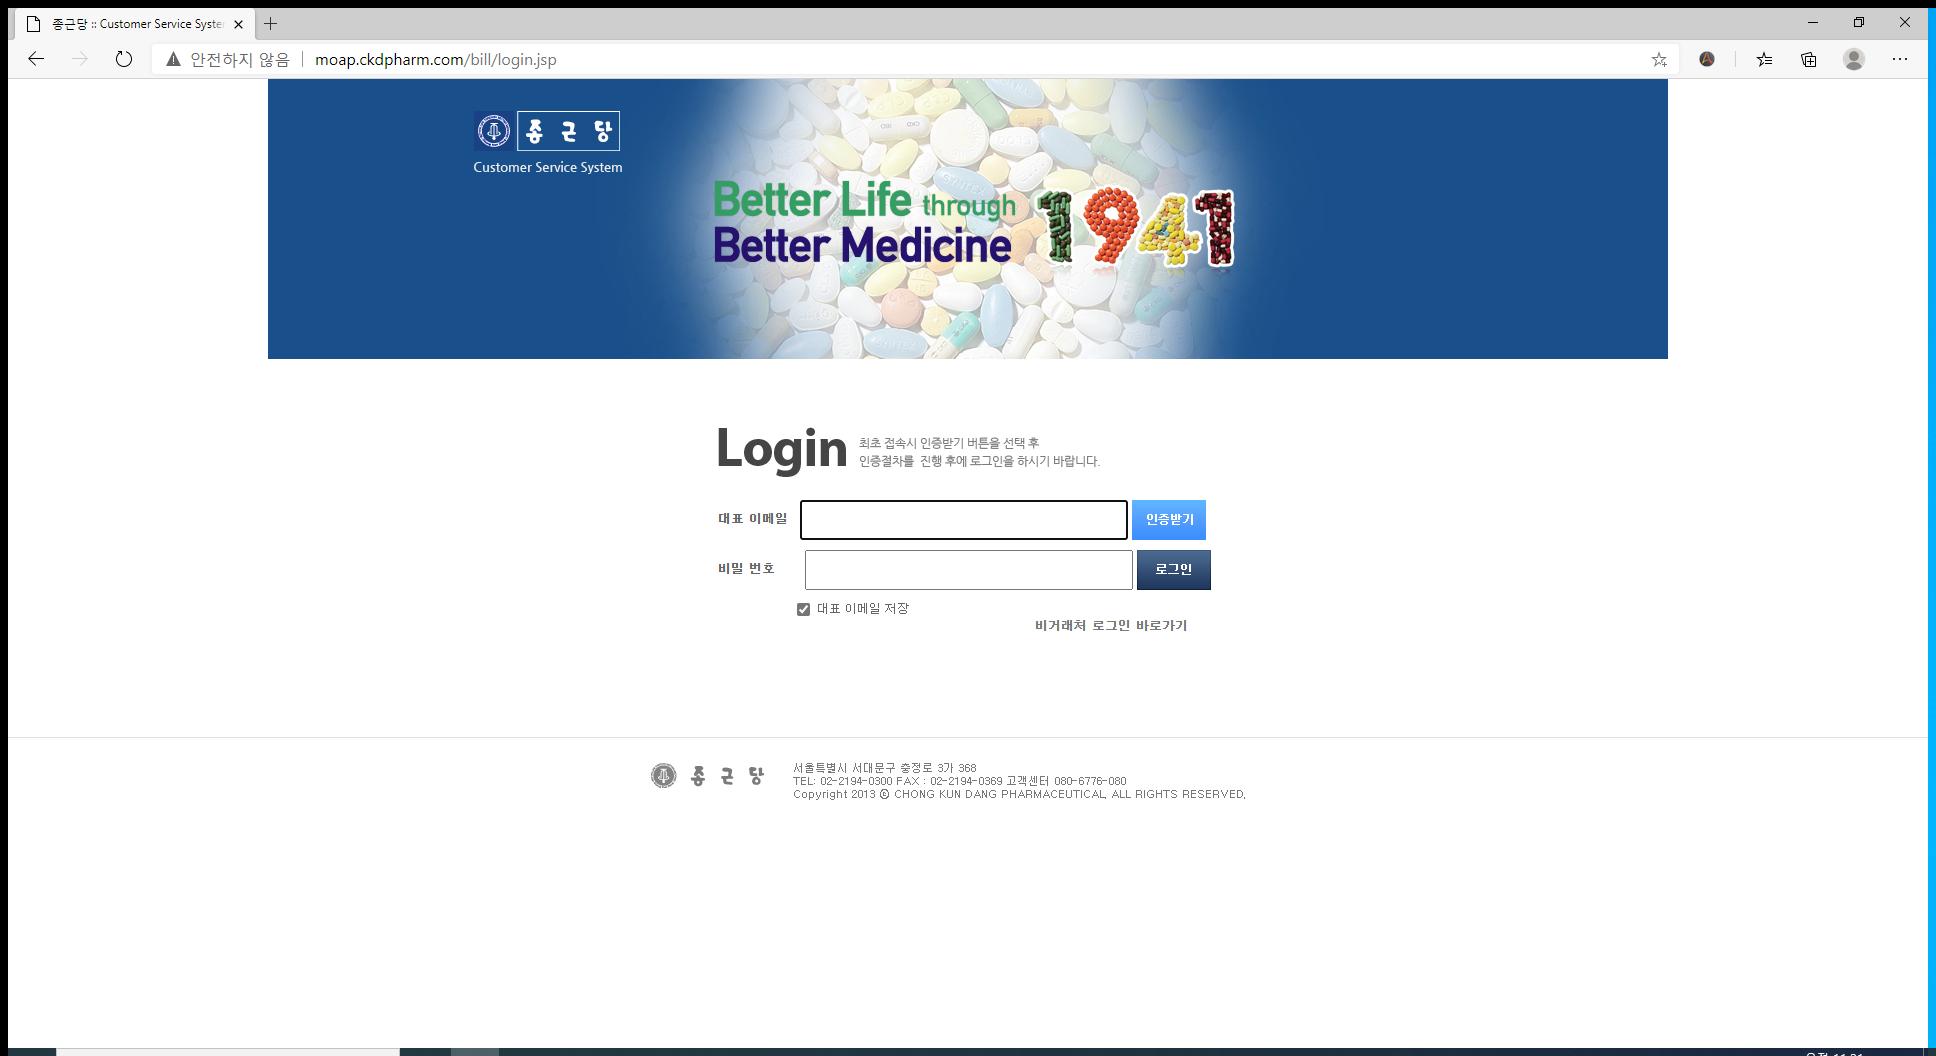 종근당 :: Customer Service Syste
안전하지 않음
moap.ckdpharm.com/bill/login.jsp
종근당
Customer Service System
Better Life through
Better Medicine
1941
Login
최초 접속시 인증받기 버튼을 선택 후
인증절차를 진행 후에 로그인을 하시기 바랍니다.
대표 이메일
인증받기
비밀 번호
로그인
대표 이메일 저장
비거래처 로그인 바로가기
종근당
서울특별시 서대문구 충정로 3가 368
TEL: 02-2194-0300 FAX : 02-2194-0369 고객센터 080-6776-080
Copyright 2013 ⓒ CHONG KUN DANG PHARMACEUTICAL. ALL RIGHTS RESERVED.